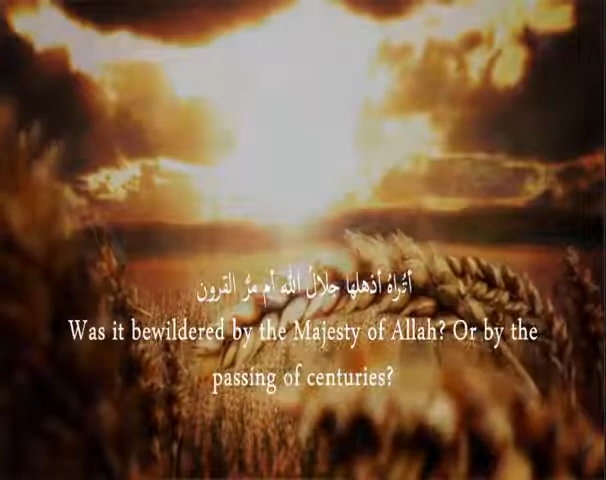 أتُراهُ أذهلها جلالُ الله أم مرُّ القرون
Was it bewildered by the Majesty of Allah? Or by the
passing of centuries?